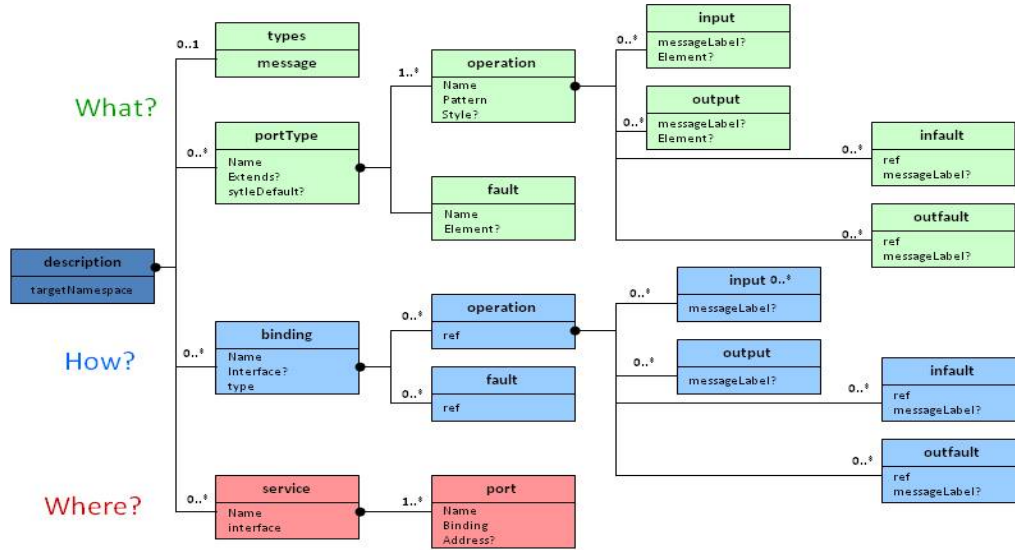 types
message
0..1
What?
portType
Name
Extends?
sytleDefault?
0..*
operation
Name
Pattern
Style?
1..*
fault
Name
Element?
input
messageLabel?
Element?
0..*
output
messageLabel?
Element?
0..*
infault
ref
messageLabel?
0..*
outfault
ref
messageLabel?
0..*
description
targetNamespace
How?
binding
Name
Interface?
type
0..*
operation
ref
0..*
fault
ref
0..*
input 0..*
messageLabel?
0..*
output
messageLabel?
0..*
infault
ref
messageLabel?
0..*
outfault
ref
messageLabel?
0..*
Where?
service
Name
interface
0..*
port
Name
Binding
Address?
1..*